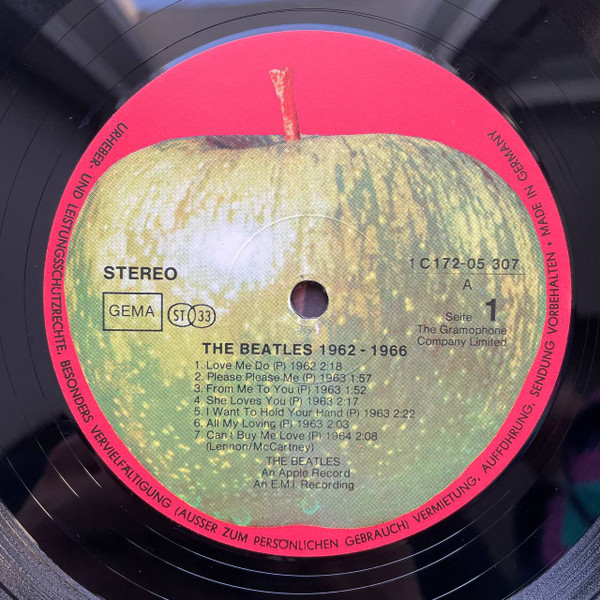 URHEBER- UND LEISTUNGSSCHUTZRECHTE, BESONDERS VERVIELFÄLTIGUNG (AUSSER ZUM PERSÖNLICHEN GEBRAUCH) VERMIETUNG, AUFFÜHRUNG, SENDUNG VORBEHALTEN • MADE IN GERMANY
STEREO
1 C172-05 307
A
GEMA
ST 33
Seite 1
The Gramophone
Company Limited
THE BEATLES 1962 - 1966
1. Love Me Do (P) 1962 2:18
2. Please Please Me (P) 1963 1:57
3. From Me To You (P) 1963 1:52
4. She Loves You (P) 1963 2:17
5. I Want To Hold Your Hand (P) 1963 2:22
6. All My Loving (P) 1963 2:03
7. Can't Buy Me Love (P) 1964 2:08
(Lennon/McCartney)
THE BEATLES
An Apple Record
An E.M.I. Recording